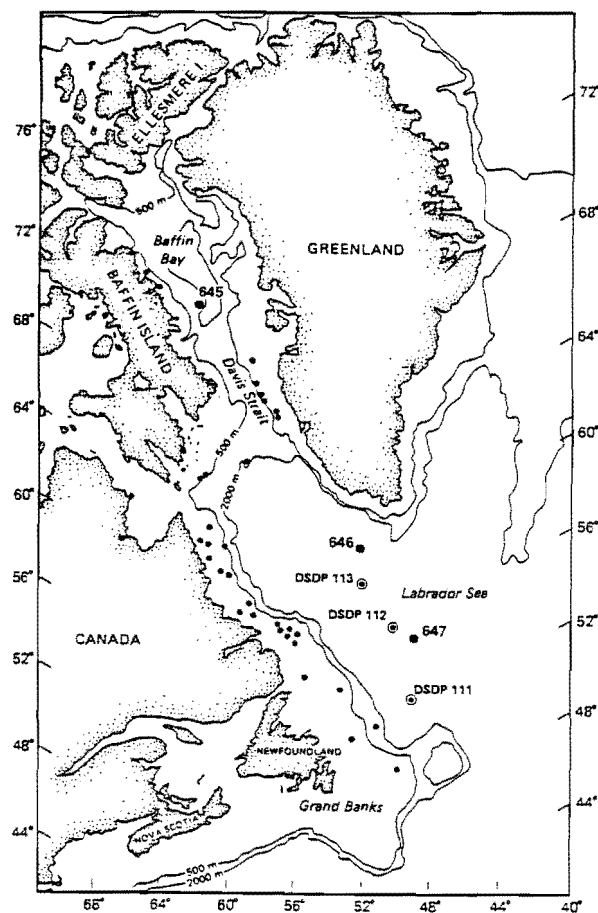 ELLESMERE I.
76°
72°
500 m
72°
Baffin
Bay
GREENLAND
68°
645
BAFFIN ISLAND
68°
64°
Davis Strait
64°
500 m
60°
2000 m
60°
646
56°
DSDP 113
56°
Labrador Sea
DSDP 112
647
CANADA
52°
52°
DSDP 111
48°
48°
NEWFOUNDLAND
Grand Banks
44°
NOVA SCOTIA
44°
500 m
2000 m
68° 64° 60° 56° 52° 48° 44° 40°